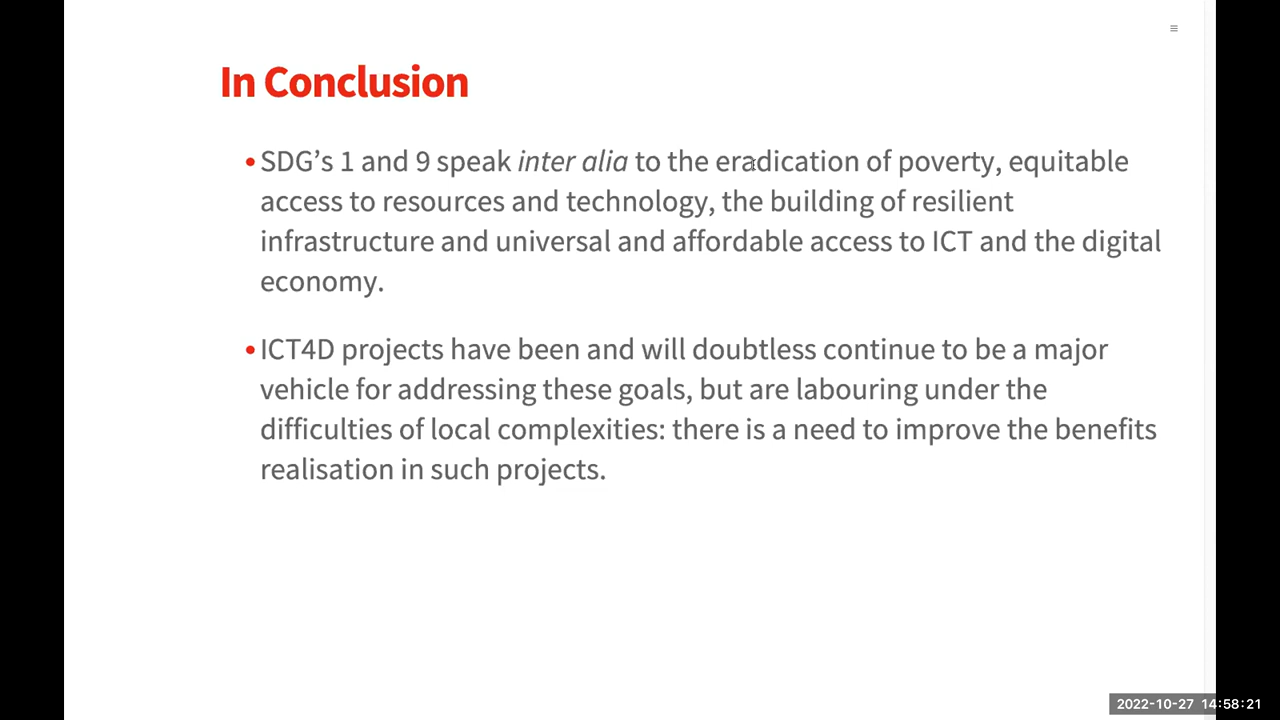 In Conclusion
•SDG’s 1 and 9 speak inter alia to the eradication of poverty, equitable
access to resources and technology, the building of resilient
infrastructure and universal and affordable access to ICT and the digital
economy.
•ICT4D projects have been and will doubtless continue to be a major
vehicle for addressing these goals, but are labouring under the
difficulties of local complexities: there is a need to improve the benefits
realisation in such projects.
2022-10-27 14:58:21